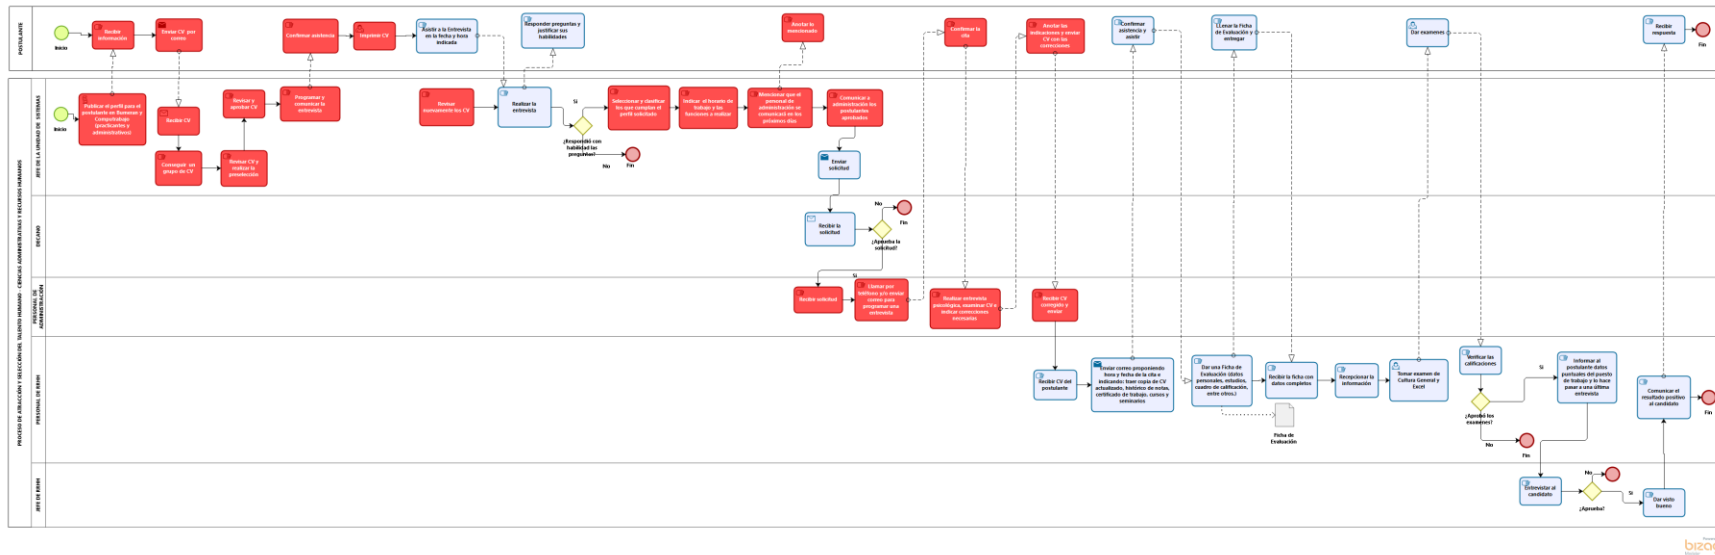 POSTULANTE
Inicio
Recibir
información
Enviar CV por
correo
Confirmar asistencia
Imprimir CV
Asistir a la Entrevista
en la fecha y hora
indicada
Responder preguntas y
justificar sus
habilidades
Anotar lo
mencionado
Confirmar la
cita
Anotar las
indicaciones y enviar
CV con las
correcciones
Confirmar
asistencia y
asistir
LLenar la Ficha
de Evaluación y
entregar
Dar examenes
Recibir
respuesta
Fin
PROCESO DE ATRACCIÓN Y SELECCIÓN DEL TALENTO HUMANO - CIENCIAS ADMINISTRATIVAS Y RECURSOS HUMANOS
JEFE DE LA UNIDAD DE SISTEMAS
Inicio
Publicar el perfil para el
postulante en Bumeran y
Computrabajo
(practicantes y
administrativos)
Recibir CV
Conseguir un
grupo de CV
Revisar CV y
realizar la
preselección
Revisar y
aprobar CV
Programar y
comunicar la
entrevista
Revisar
nuevamente los CV
Realizar la
entrevista
¿Respondió con
habilidad las
preguntas?
Si
No
Fin
Seleccionar y clasificar
los que cumplan el
perfil solicitado
Indicar el horario de
trabajo y las
funciones a realizar
Mencionar que el
personal de
administración se
comunicará en los
próximos días
Comunicar a
administración los
postulantes
aprobados
Enviar
solicitud
DECANO
Recibir la
solicitud
¿Aprueba la
solicitud?
No
Fin
Si
PERSONAL DE
ADMINISTRACIÓN
Recibir solicitud
Llamar por
teléfono y/o enviar
correo para
programar una
entrevista
Realizar entrevista
psicológica, examinar CV e
indicar correcciones
necesarias
Recibir CV
corregido y
enviar
PERSONAL DE RRHH
Recibir CV del
postulante
Enviar correo proponiendo
hora y fecha de la cita e
indicando: traer copia de CV
actualizado, histórico de notas,
certificado de trabajo, cursos y
seminarios
Dar una Ficha de
Evaluación (datos
personales, estudios,
cuadro de calificación,
entre otros.)
Ficha de
Evaluación
Recibir la ficha con
datos completos
Recepcionar la
información
Tomar examen de
Cultura General y
Excel
Verificar las
calificaciones
¿Aprobó los
examenes?
Si
No
Fin
Informar al
postulante datos
puntuales del puesto
de trabajo y lo hace
pasar a una última
entrevista
Comunicar el
resultado positivo
al candidato
Fin
JEFE DE RRHH
Entrevistar al
candidato
¿Aprueba?
No
Si
Dar visto
bueno